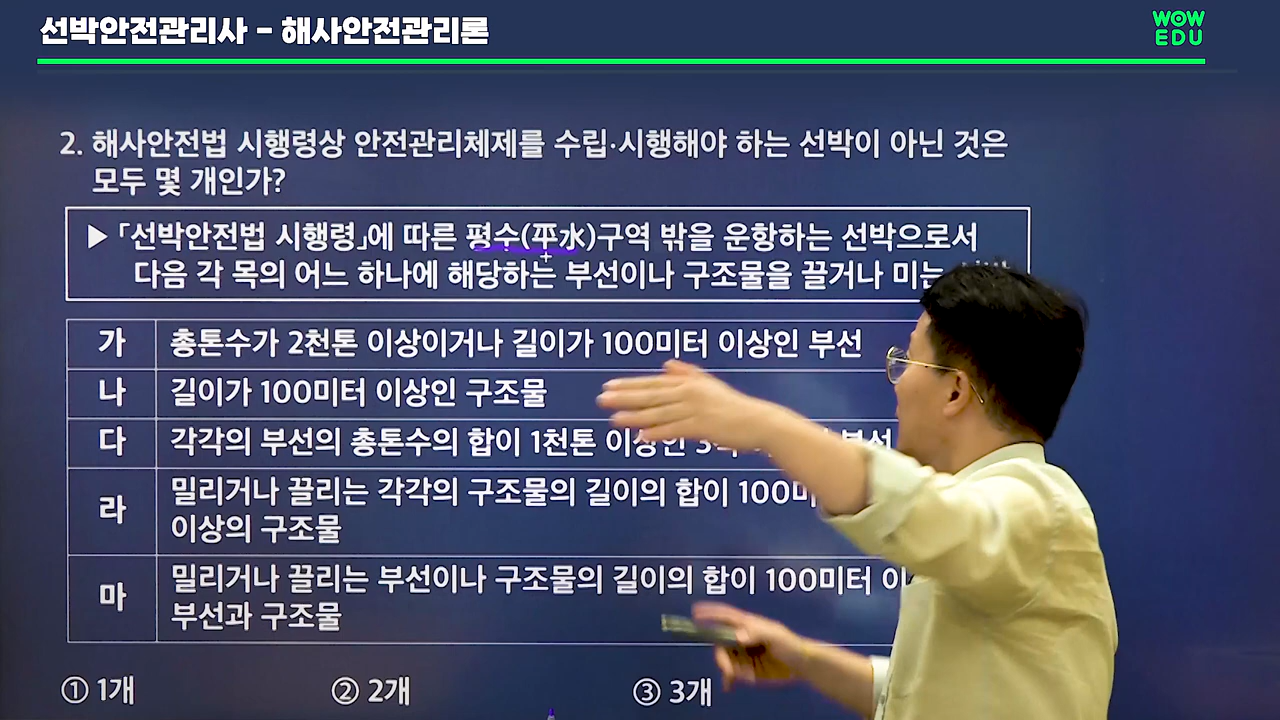 선박안전관리사 - 해사안전관리론
WOW
EDU
2. 해사안전법 시행령상 안전관리체제를 수립·시행해야 하는 선박이 아닌 것은
모두 몇 개인가?
▶ 「선박안전법 시행령」에 따른 평수(平水)구역 밖을 운항하는 선박으로서
다음 각 목의 어느 하나에 해당하는 부선이나 구조물을 끌거나 미는
가 총톤수가 2천톤 이상이거나 길이가 100미터 이상인 부선
나 길이가 100미터 이상인 구조물
다 각각의 부선의 총톤수의 합이 1천톤 이상인 부선
라 밀리거나 끌리는 각각의 구조물의 길이의 합이 100미
이상의 구조물
마 밀리거나 끌리는 부선이나 구조물의 길이의 합이 100미터 이
부선과 구조물
① 1개 ② 2개 ③ 3개